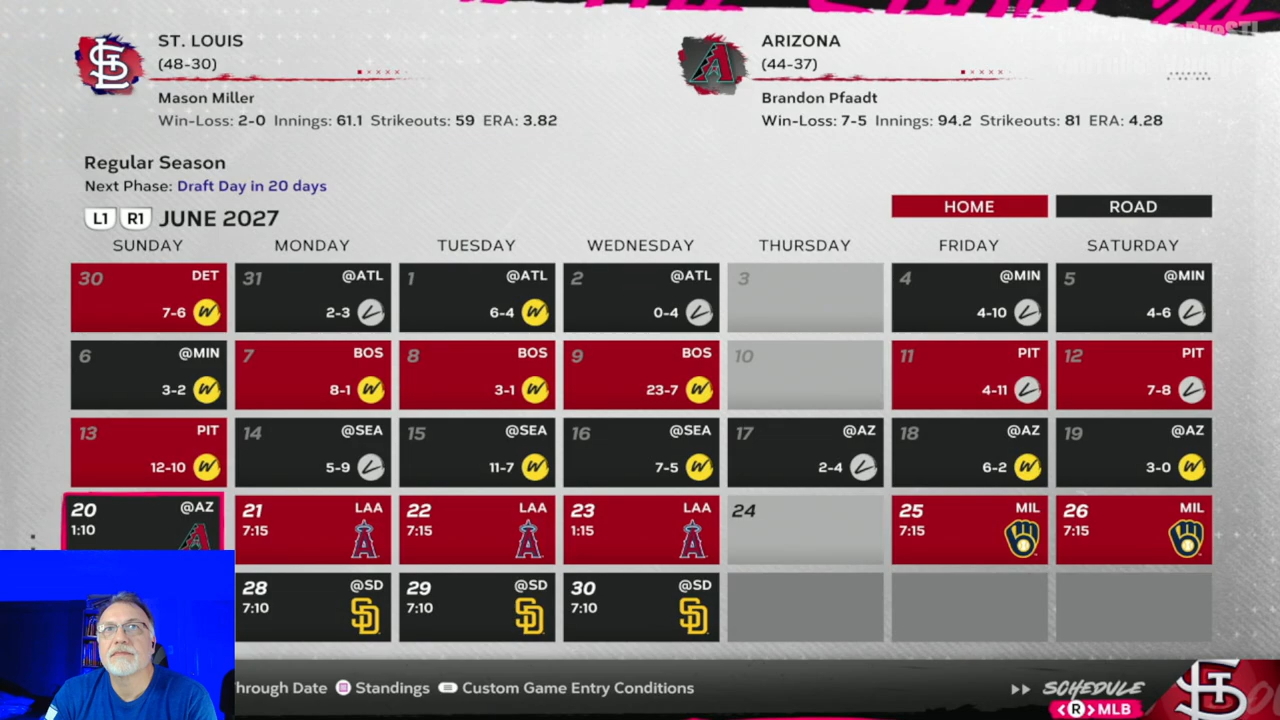 ST. LOUIS
(48-30)
Mason Miller
Win-Loss: 2-0 Innings: 61.1 Strikeouts: 59 ERA: 3.82
ARIZONA
(44-37)
Brandon Pfaadt
Win-Loss: 7-5 Innings: 94.2 Strikeouts: 81 ERA: 4.28
Regular Season
Next Phase: Draft Day in 20 days
L1 R1 JUNE 2027
HOME ROAD
SUNDAY MONDAY TUESDAY WEDNESDAY THURSDAY FRIDAY SATURDAY
30 DET 31 @ATL 1 @ATL 2 @ATL 3 4 @MIN 5 @MIN
7-6 W 2-3 L 6-4 W 0-4 L 4-10 L 4-6 L
6 @MIN 7 BOS 8 BOS 9 BOS 10 11 PIT 12 PIT
3-2 W 8-1 W 3-1 W 23-7 W 4-11 L 7-8 L
13 PIT 14 @SEA 15 @SEA 16 @SEA 17 @AZ 18 @AZ 19 @AZ
12-10 W 5-9 L 11-7 W 7-5 W 2-4 L 6-2 W 3-0 W
20 @AZ 21 LAA 22 LAA 23 LAA 24 25 MIL 26 MIL
1:10 7:15 7:15 1:15 7:15 7:15
28 @SD 29 @SD 30 @SD
7:10 7:10 7:10
hrough Date Standings Custom Game Entry Conditions
SCHEDULE
R MLB